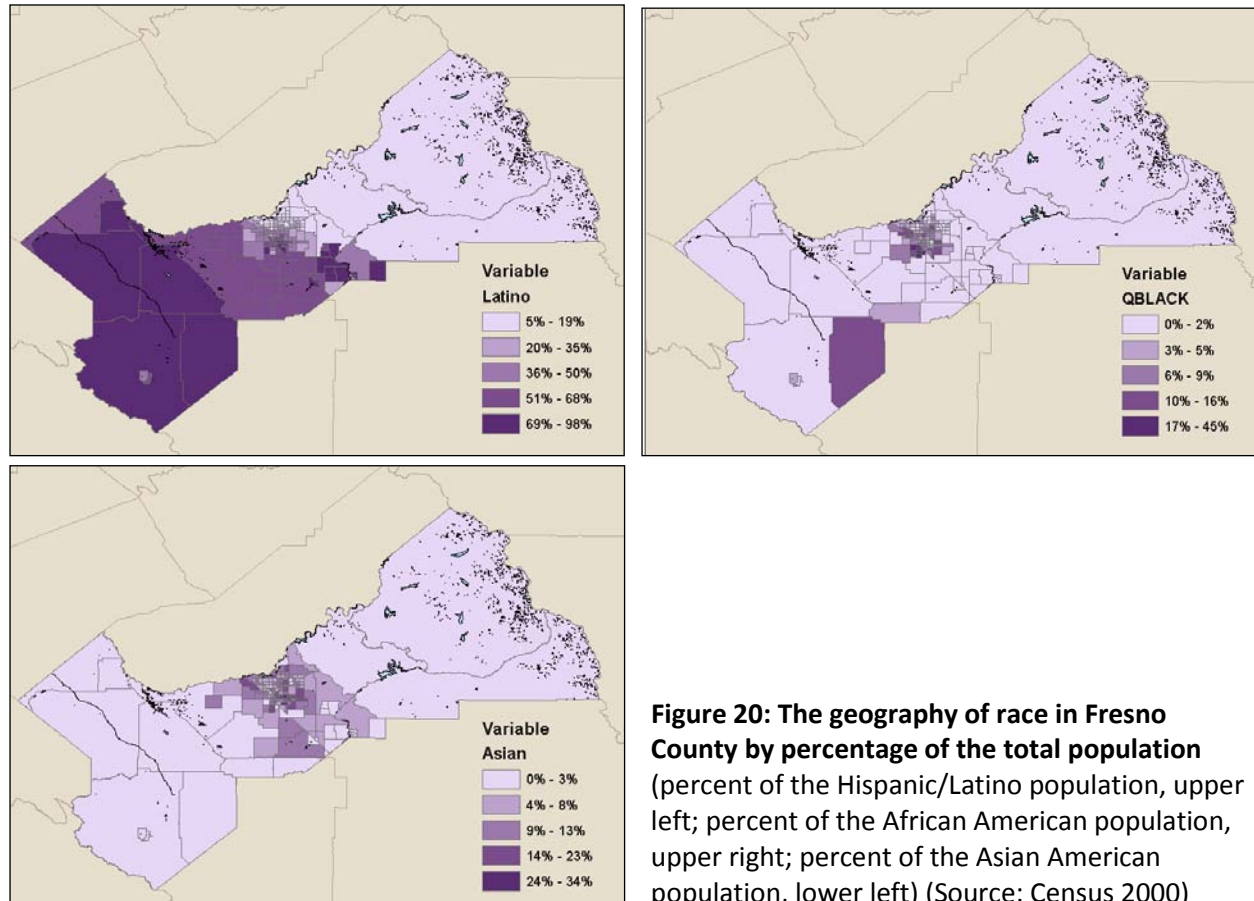 Variable
Latino
5% - 19%
20% - 35%
36% - 50%
51% - 68%
69% - 98%
Variable
QBLACK
0% - 2%
3% - 5%
6% - 9%
10% - 16%
17% - 45%
Variable
Asian
0% - 3%
4% - 8%
9% - 13%
14% - 23%
24% - 34%
Figure 20: The geography of race in Fresno
County by percentage of the total population
(percent of the Hispanic/Latino population, upper
left; percent of the African American population,
upper right; percent of the Asian American
population, lower left) (Source: Census 2000)